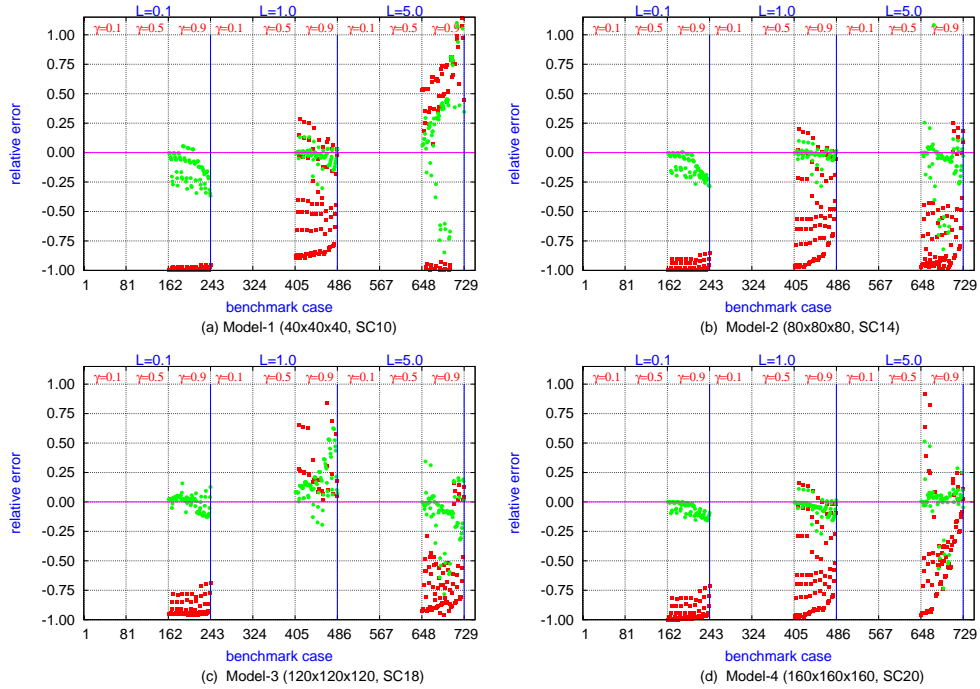 L=0.1 L=1.0 L=5.0
γ=0.1 γ=0.5 γ=0.9 γ=0.1 γ=0.5 γ=0.9 γ=0.1 γ=0.5 γ=0.9
1.00
0.75
0.50
0.25
0.00
-0.25
-0.50
-0.75
-1.00
relative error
1 81 162 243 324 405 486 567 648 729
benchmark case
(a) Model-1 (40x40x40, SC10)
L=0.1 L=1.0 L=5.0
γ=0.1 γ=0.5 γ=0.9 γ=0.1 γ=0.5 γ=0.9 γ=0.1 γ=0.5 γ=0.9
1.00
0.75
0.50
0.25
0.00
-0.25
-0.50
-0.75
-1.00
relative error
1 81 162 243 324 405 486 567 648 729
benchmark case
(b) Model-2 (80x80x80, SC14)
L=0.1 L=1.0 L=5.0
γ=0.1 γ=0.5 γ=0.9 γ=0.1 γ=0.5 γ=0.9 γ=0.1 γ=0.5 γ=0.9
1.00
0.75
0.50
0.25
0.00
-0.25
-0.50
-0.75
-1.00
relative error
1 81 162 243 324 405 486 567 648 729
benchmark case
(c) Model-3 (120x120x120, SC18)
L=0.1 L=1.0 L=5.0
γ=0.1 γ=0.5 γ=0.9 γ=0.1 γ=0.5 γ=0.9 γ=0.1 γ=0.5 γ=0.9
1.00
0.75
0.50
0.25
0.00
-0.25
-0.50
-0.75
-1.00
relative error
1 81 162 243 324 405 486 567 648 729
benchmark case
(d) Model-4 (160x160x160, SC20)